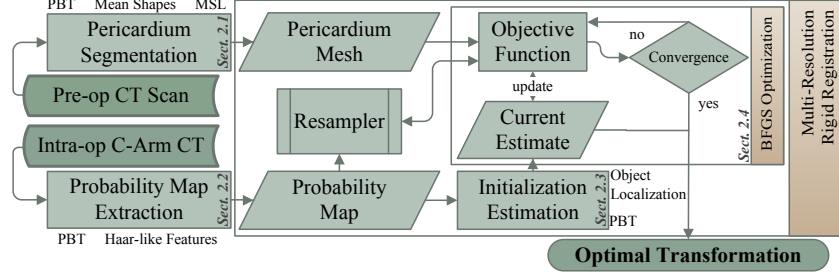 PBT Mean Shapes MSL
Pericardium
Segmentation
Sect. 2.1
Pericardium
Mesh
Objective
Function
no
Convergence
yes
update
Pre-op CT Scan
Resampler
Current
Estimate
Sect. 2.4
BFGS Optimization
Multi-Resolution
Rigid Registration
Intra-op C-Arm CT
Probability Map
Extraction
Sect. 2.2
Probability
Map
Initialization
Estimation
Sect. 2.3
Object
Localization
PBT
PBT Haar-like Features
Optimal Transformation